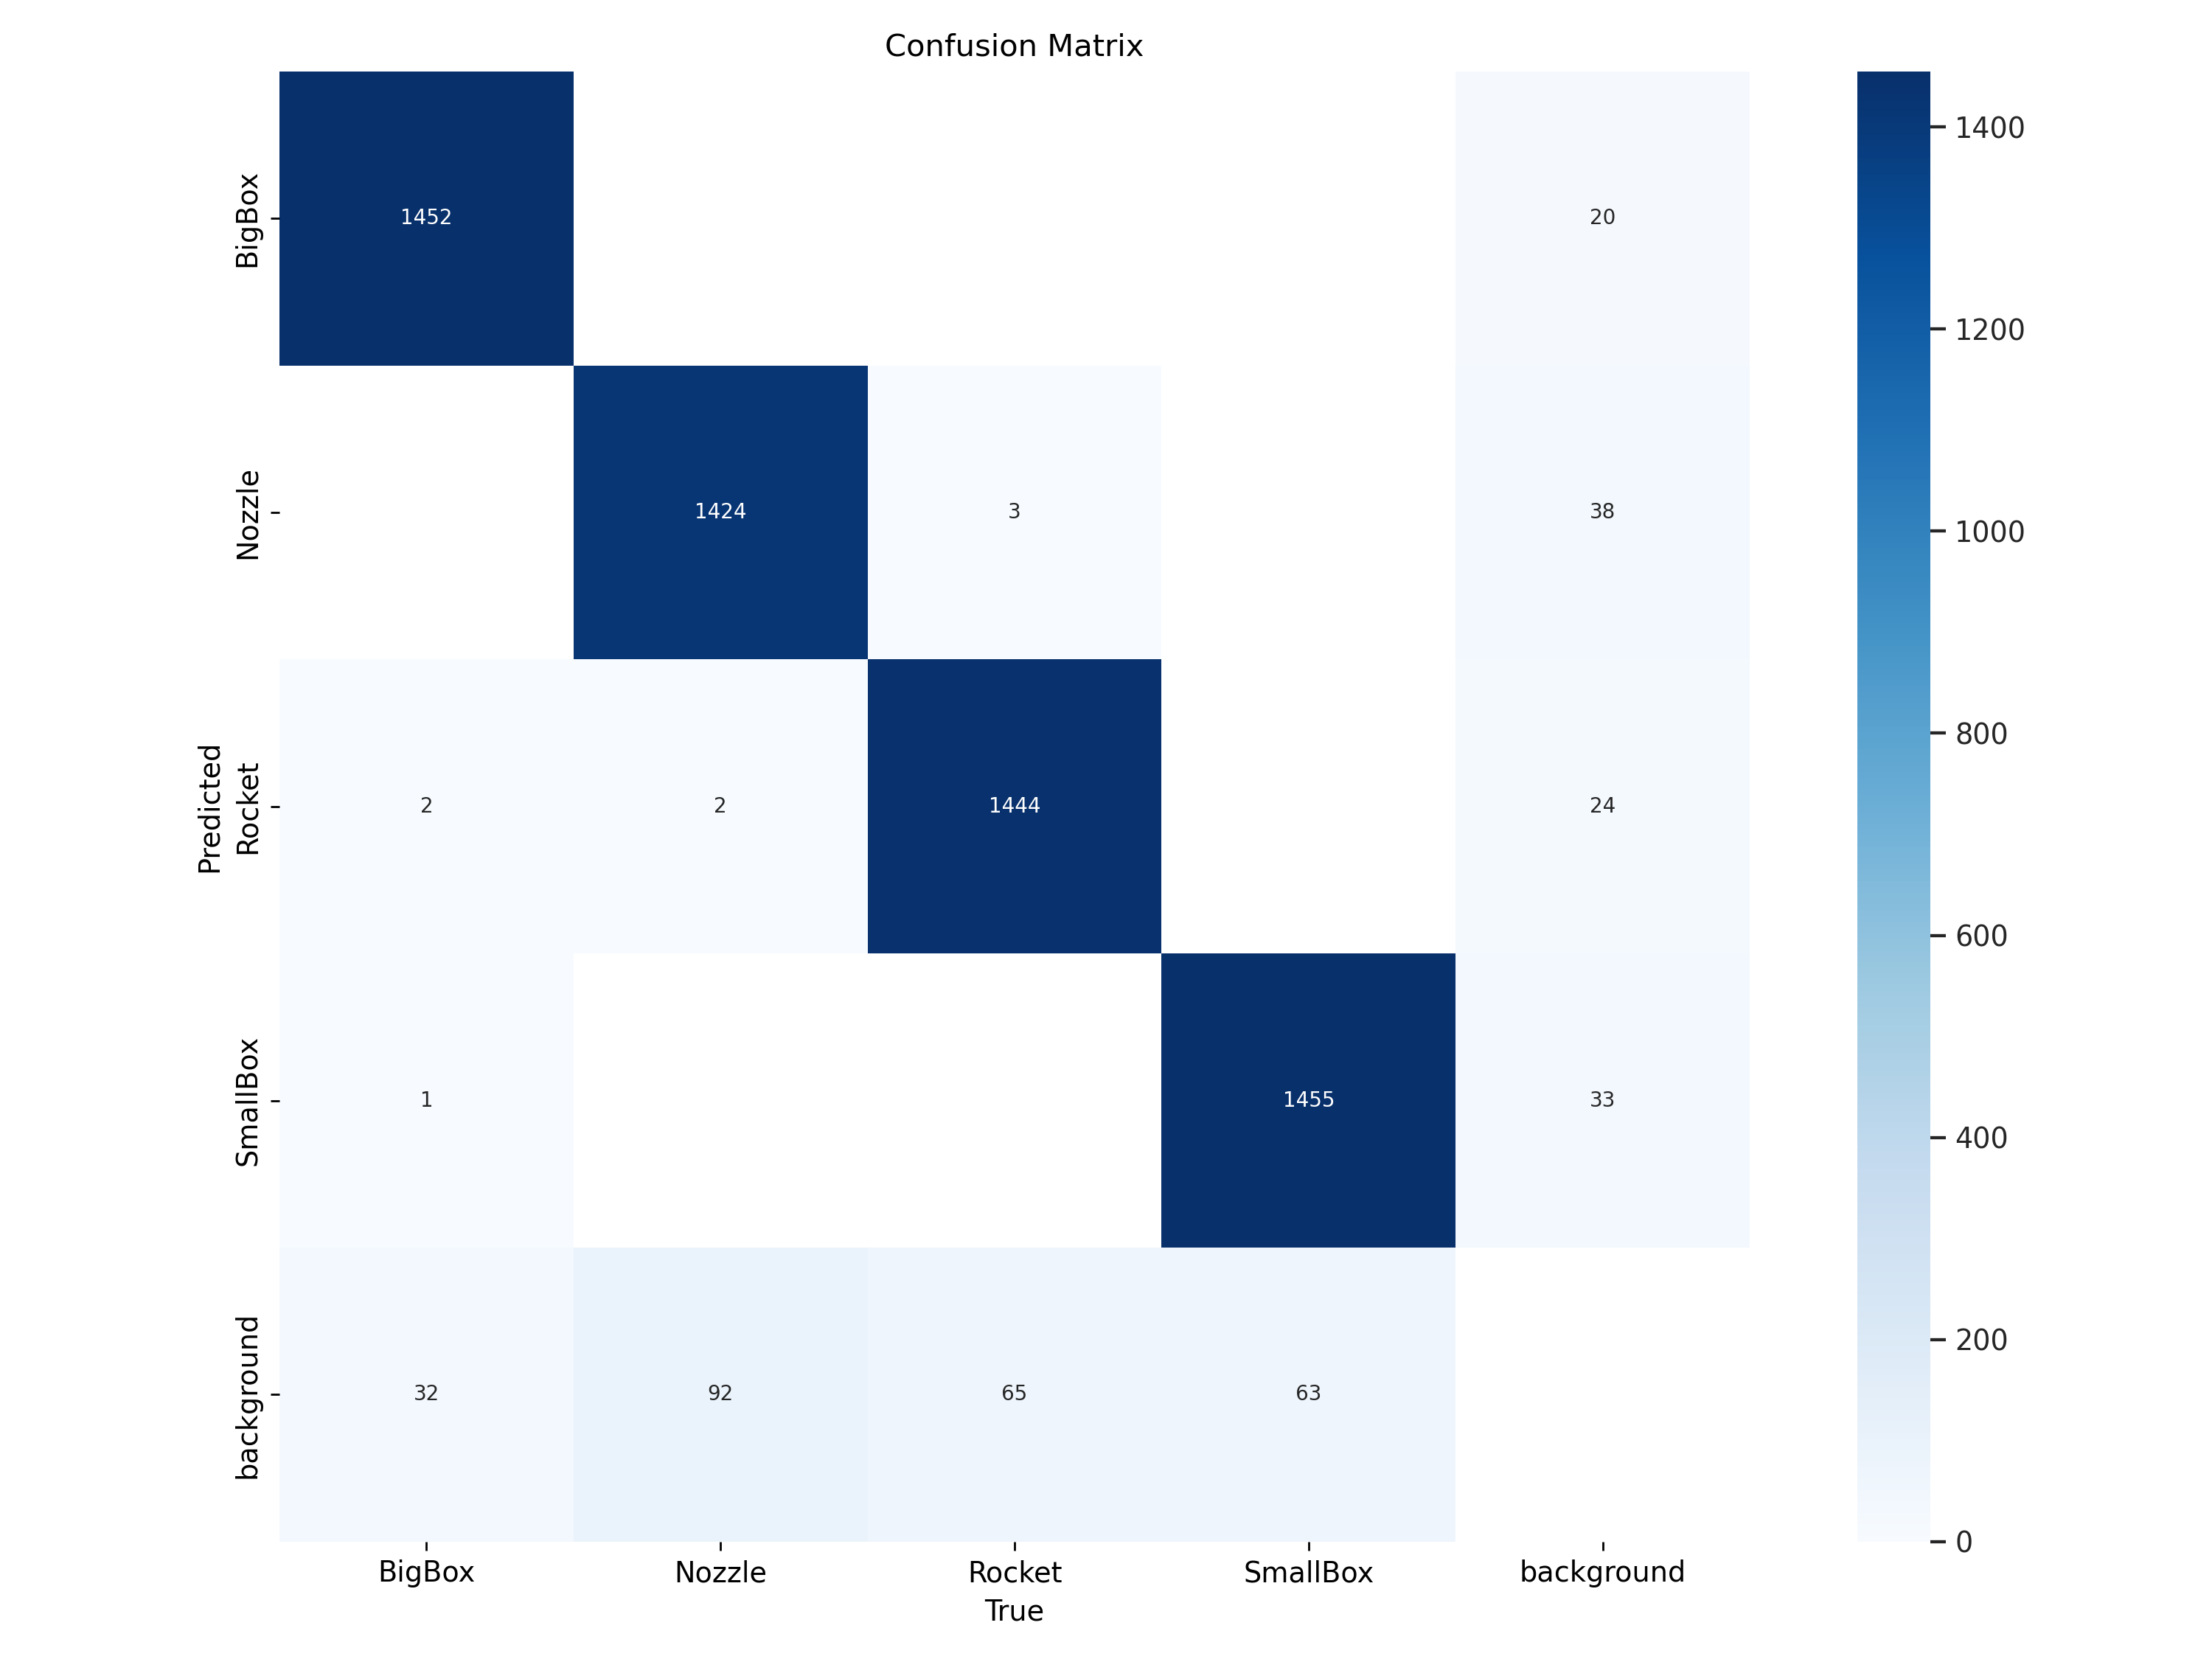 Confusion Matrix
BigBox
1452
20
1400
1200
Nozzle
1424
3
38
1000
Predicted
Rocket
2
2
1444
24
800
600
SmallBox
1
1455
33
400
background
32
92
65
63
200
0
BigBox Nozzle Rocket SmallBox background
True